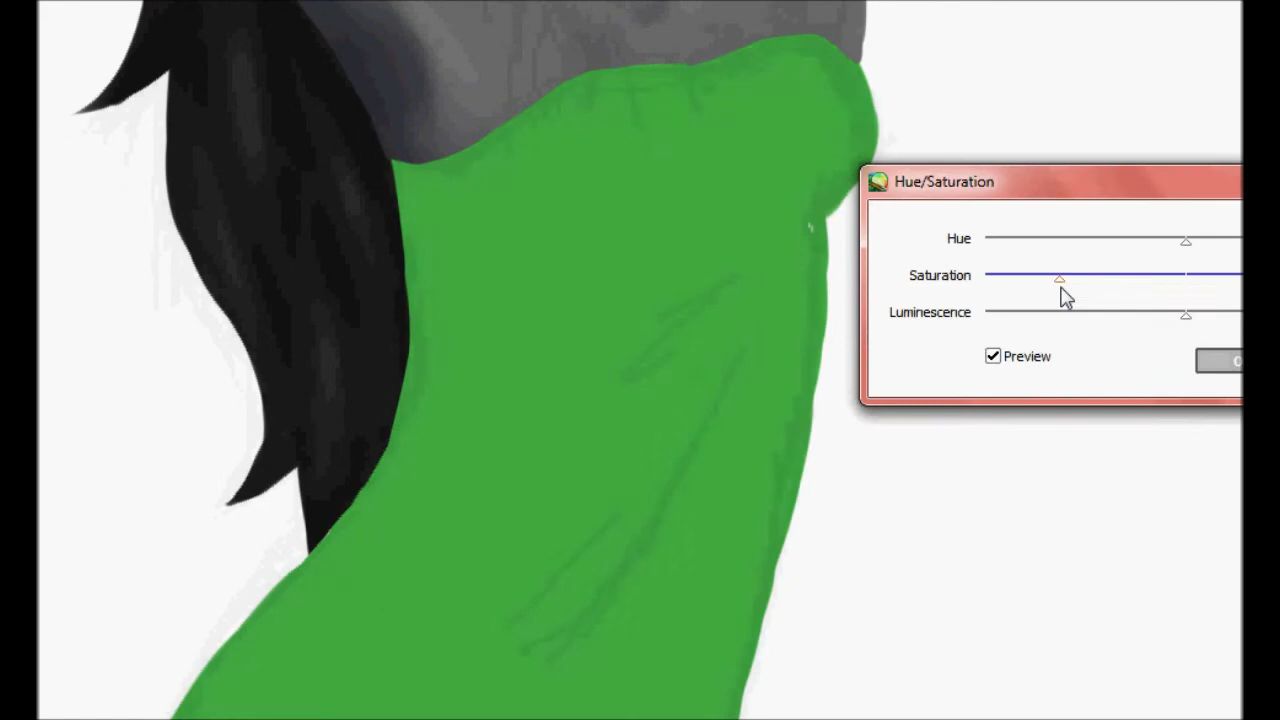 Hue/Saturation
Hue
Saturation
Luminescence
Preview